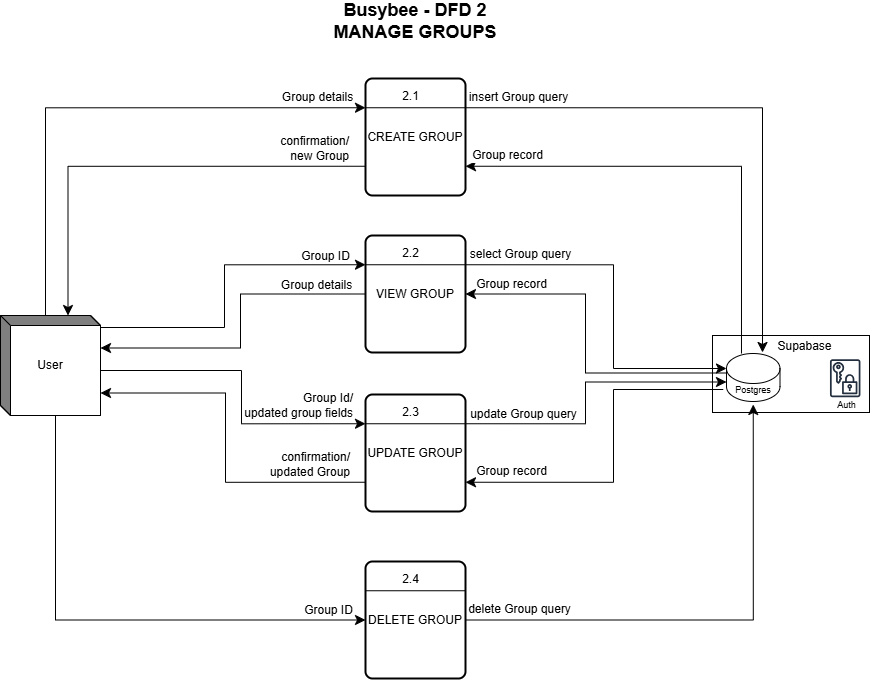 Busybee - DFD 2
MANAGE GROUPS
Group details
2.1
insert Group query
confirmation/
new Group
CREATE GROUP
Group record
Group ID
2.2
select Group query
Group details
VIEW GROUP
Group record
User
Supabase
Postgres
Auth
Group Id/
updated group fields
2.3
update Group query
confirmation/
updated Group
UPDATE GROUP
Group record
2.4
Group ID
DELETE GROUP
delete Group query